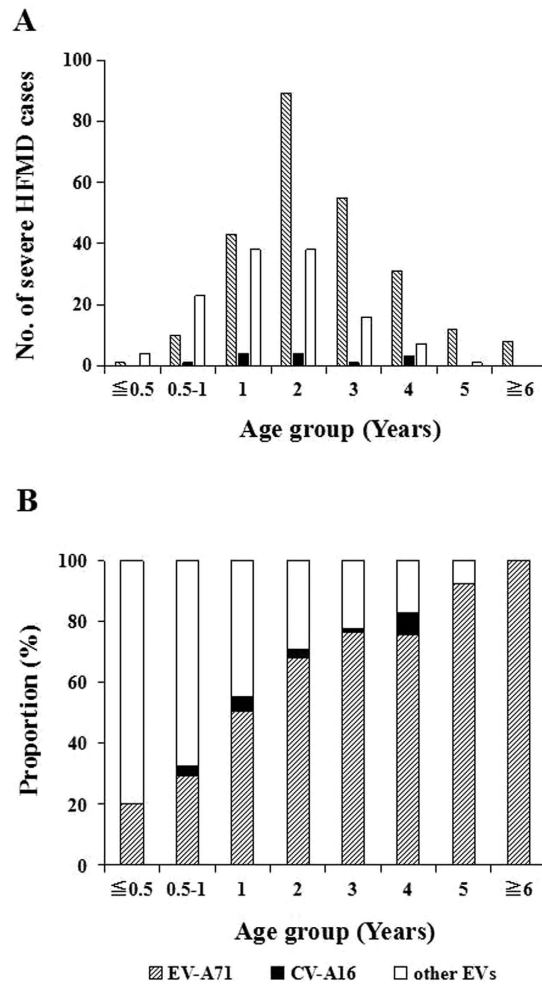 A
No. of severe HFMD cases
100
80
60
40
20
0
≦0.5 0.5-1 1 2 3 4 5 ≧6
Age group (Years)
B
Proportion (%)
100
80
60
40
20
0
≦0.5 0.5-1 1 2 3 4 5 ≧6
Age group (Years)
EV-A71 CV-A16 other EVs